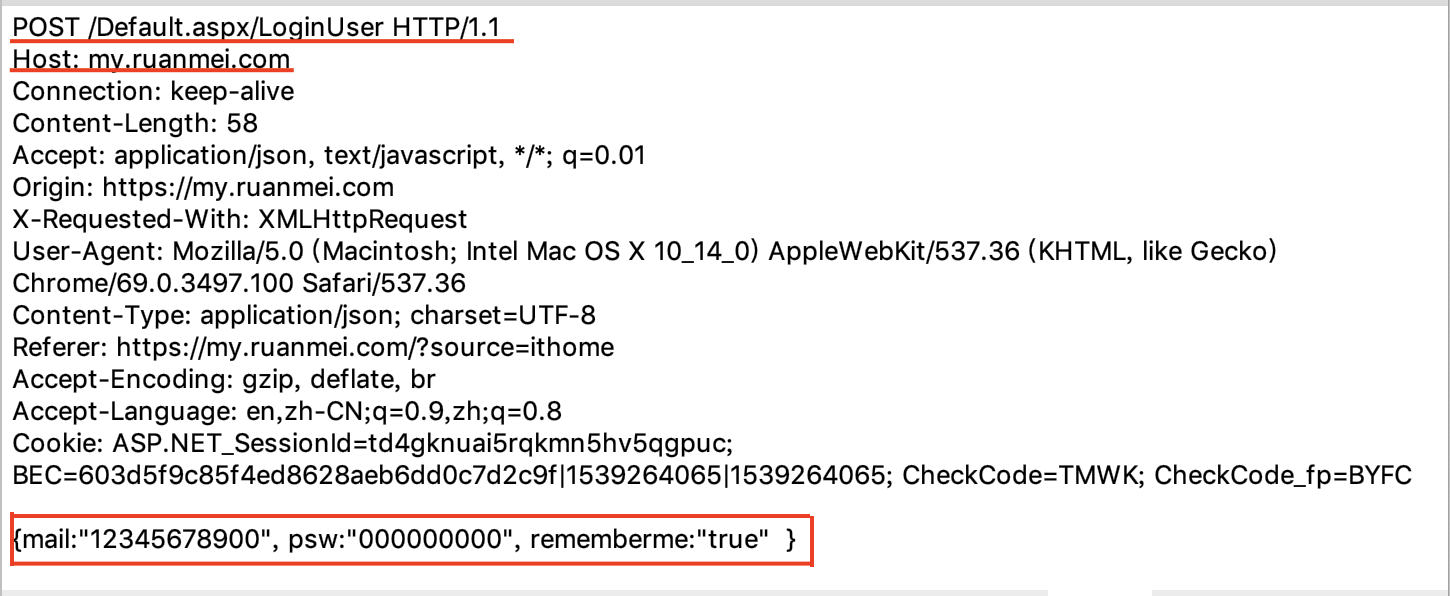 POST /Default.aspx/LoginUser HTTP/1.1
Host: my.ruanmei.com
Connection: keep-alive
Content-Length: 58
Accept: application/json, text/javascript, */*; q=0.01
Origin: https://my.ruanmei.com
X-Requested-With: XMLHttpRequest
User-Agent: Mozilla/5.0 (Macintosh; Intel Mac OS X 10_14_0) AppleWebKit/537.36 (KHTML, like Gecko)
Chrome/69.0.3497.100 Safari/537.36
Content-Type: application/json; charset=UTF-8
Referer: https://my.ruanmei.com/?source=ithome
Accept-Encoding: gzip, deflate, br
Accept-Language: en,zh-CN;q=0.9,zh;q=0.8
Cookie: ASP.NET_SessionId=td4gknuai5rqkmn5hv5qgpuc;
BEC=603d5f9c85f4ed8628aeb6dd0c7d2c9f|1539264065|1539264065; CheckCode=TMWK; CheckCode_fp=BYFC
{mail:"12345678900", psw:"000000000", rememberme:"true"  }